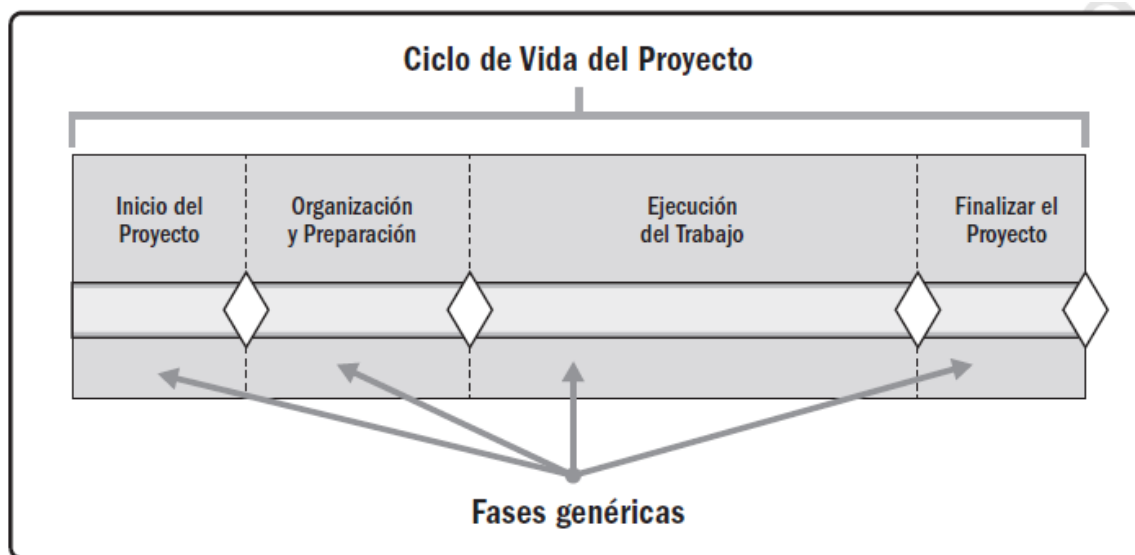 Ciclo de Vida del Proyecto
Inicio del
Proyecto
Organización
y Preparación
Ejecución
del Trabajo
Finalizar el
Proyecto
Fases genéricas